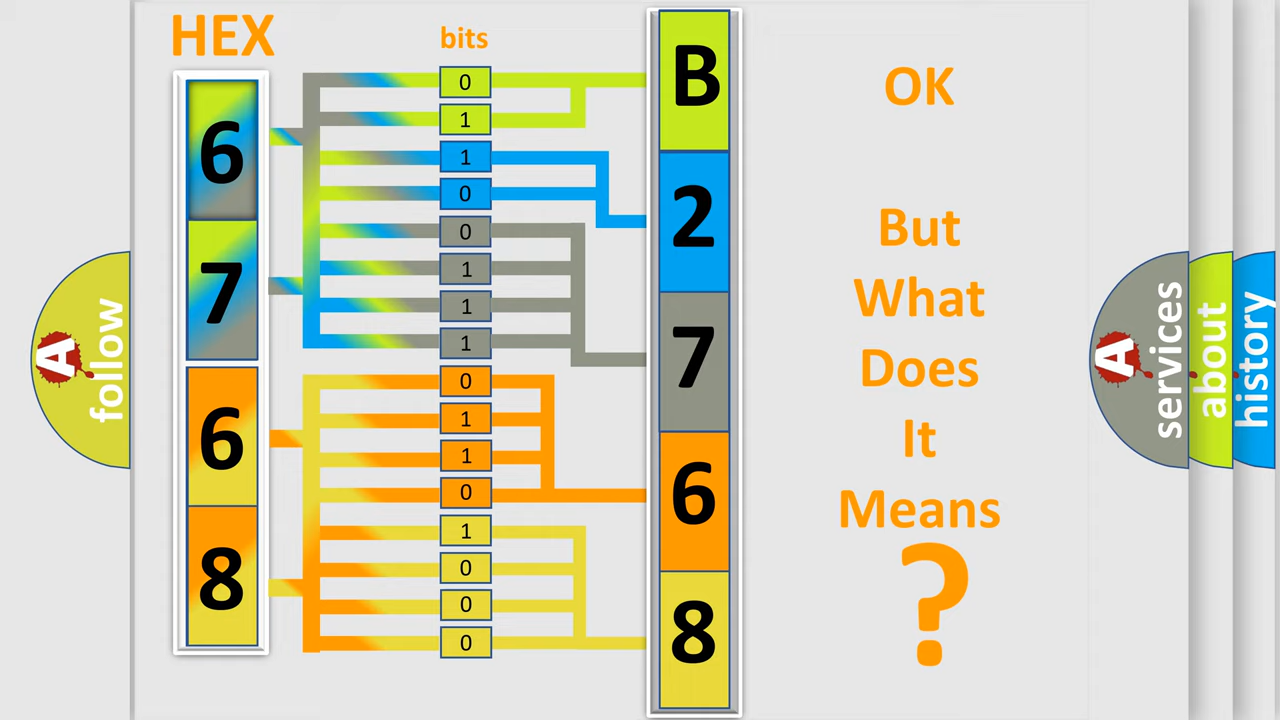 HEX
bits
6
7
6
8
0
1
1
0
0
1
1
1
0
1
1
0
1
0
0
0
B
2
7
6
8
OK
But
What
Does
It
Means
?
A
follow
A
services
about
history